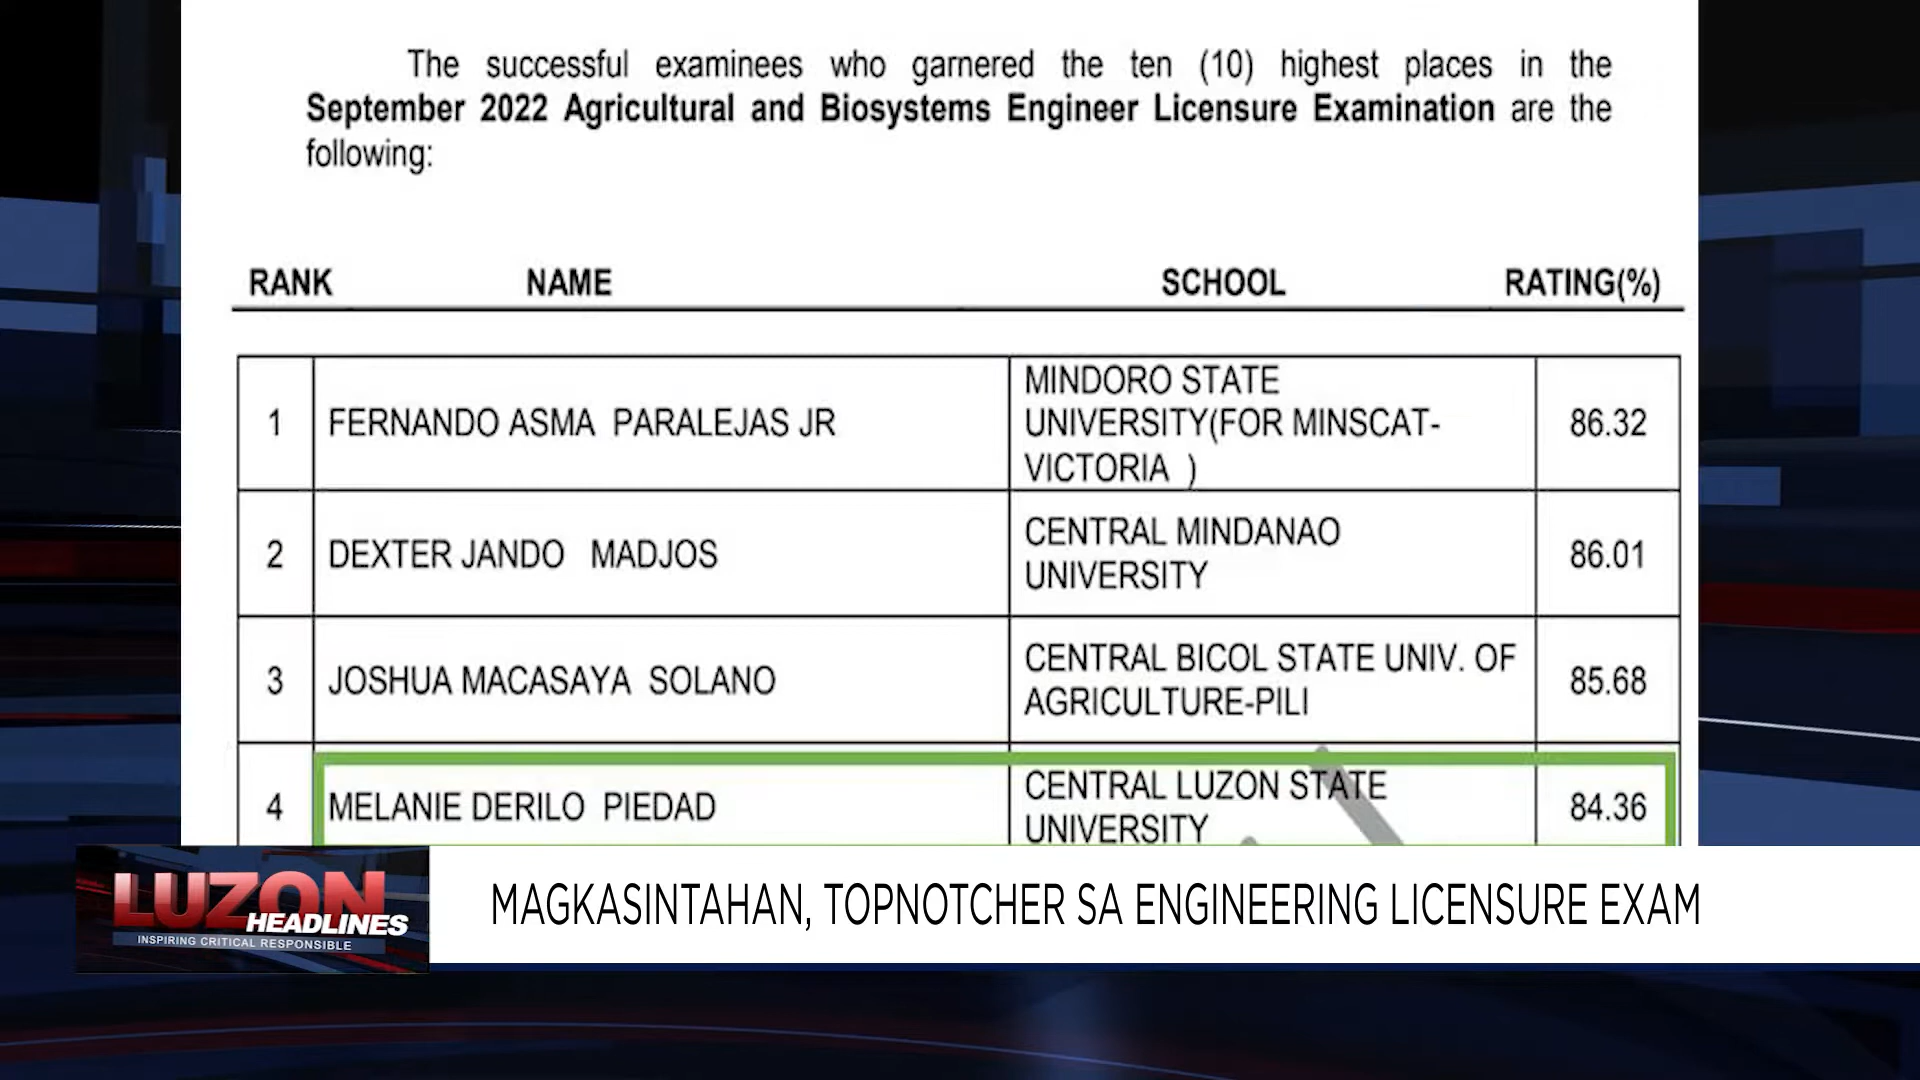 The successful examinees who garnered the ten (10) highest places in the
September 2022 Agricultural and Biosystems Engineer Licensure Examination are the
following:
RANK NAME SCHOOL RATING(%)
1 FERNANDO ASMA PARALEJAS JR MINDORO STATE
UNIVERSITY(FOR MINSCAT-
VICTORIA ) 86.32
2 DEXTER JANDO MADJOS CENTRAL MINDANAO
UNIVERSITY 86.01
3 JOSHUA MACASAYA SOLANO CENTRAL BICOL STATE UNIV. OF
AGRICULTURE-PILI 85.68
4 MELANIE DERILO PIEDAD CENTRAL LUZON STATE
UNIVERSITY 84.36
LUZON
HEADLINES
INSPIRING CRITICAL RESPONSIBLE
MAGKASINTAHAN, TOPNOTCHER SA ENGINEERING LICENSURE EXAM